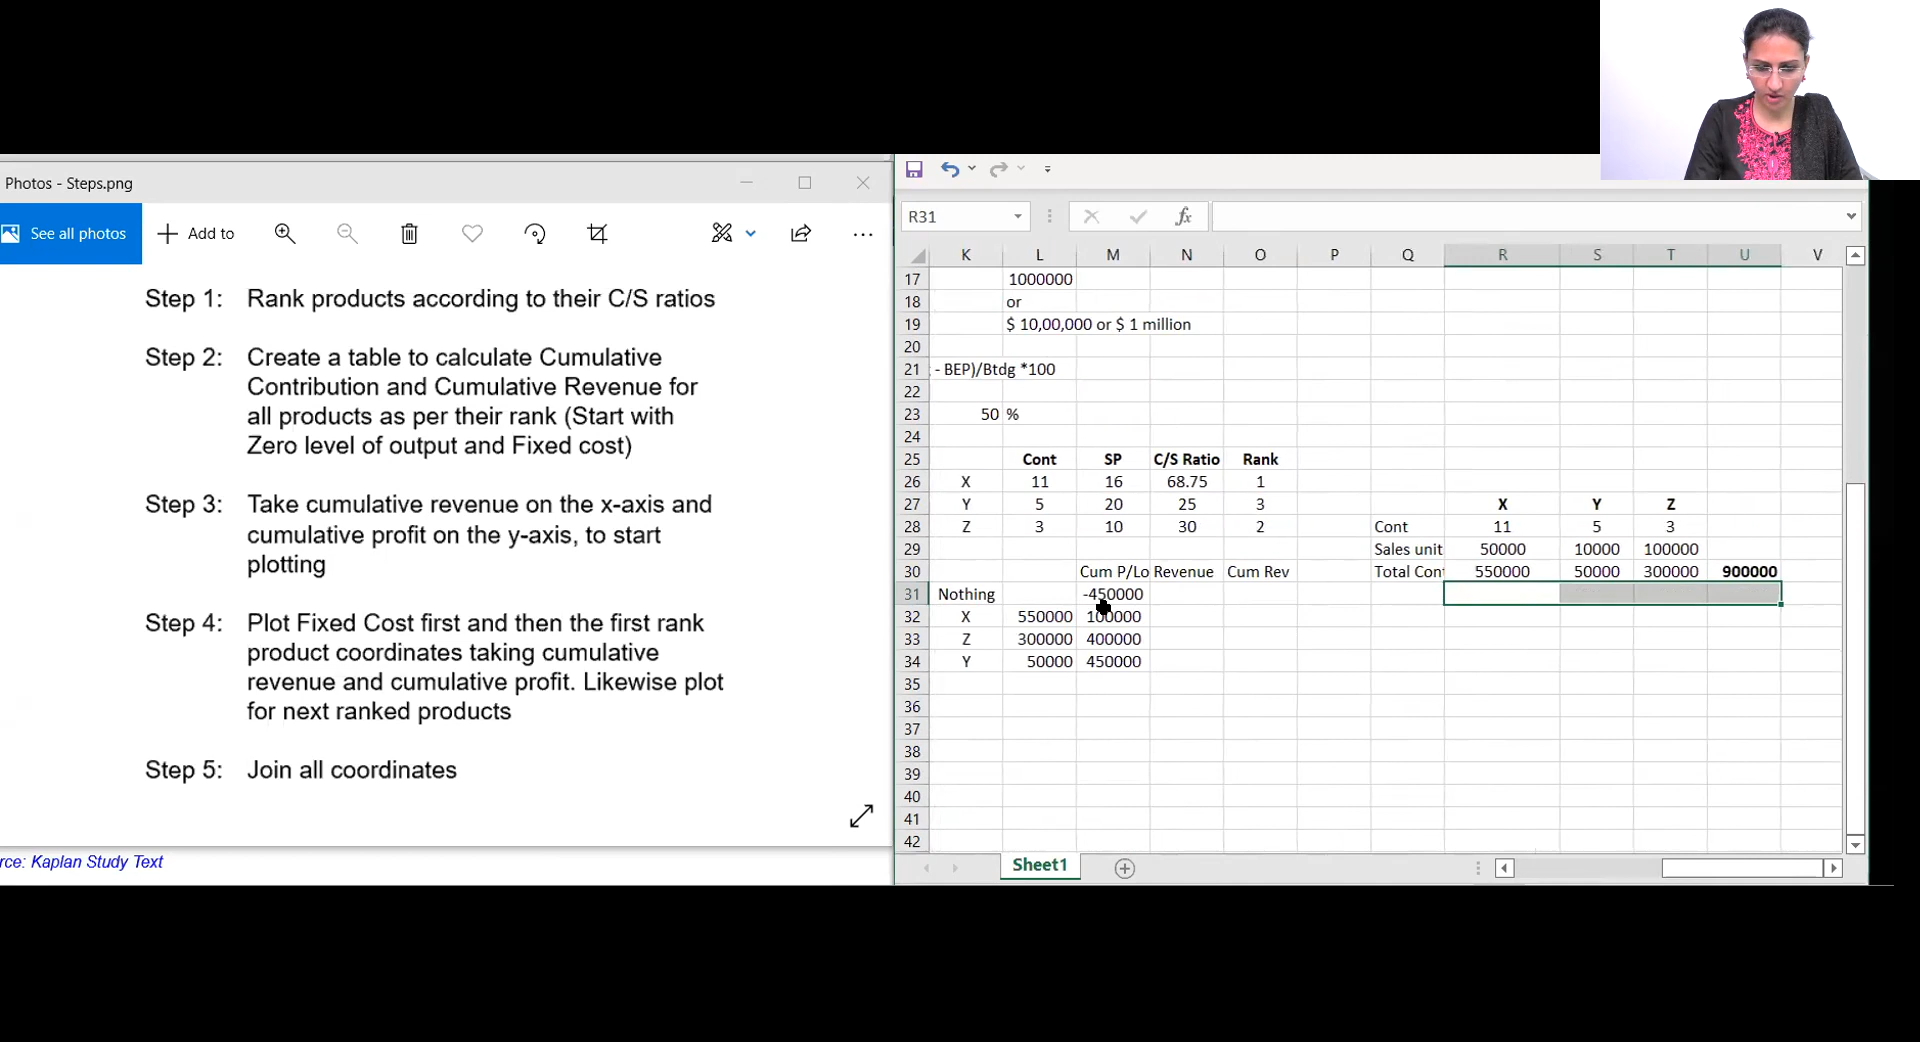 Photos - Steps.png
See all photos
Add to
Step 1: Rank products according to their C/S ratios
Step 2: Create a table to calculate Cumulative
Contribution and Cumulative Revenue for
all products as per their rank (Start with
Zero level of output and Fixed cost)
Step 3: Take cumulative revenue on the x-axis and
cumulative profit on the y-axis, to start
plotting
Step 4: Plot Fixed Cost first and then the first rank
product coordinates taking cumulative
revenue and cumulative profit. Likewise plot
for next ranked products
Step 5: Join all coordinates
rce: Kaplan Study Text
R31
fx
K L M N O P Q R S T U V
17 1000000
18 or
19 $ 10,00,000 or $ 1 million
20
21 - BEP)/Btdg *100
22
23 50 %
24
25 Cont SP C/S Ratio Rank
26 X 11 16 68.75 1
27 Y 5 20 25 3 X Y Z
28 Z 3 10 30 2 Cont 11 5 3
29 Sales unit 50000 10000 100000
30 Cum P/Lo Revenue Cum Rev Total Cont 550000 50000 300000 900000
31 Nothing -450000
32 X 550000 100000
33 Z 300000 400000
34 Y 50000 450000
35
36
37
38
39
40
41
42
Sheet1